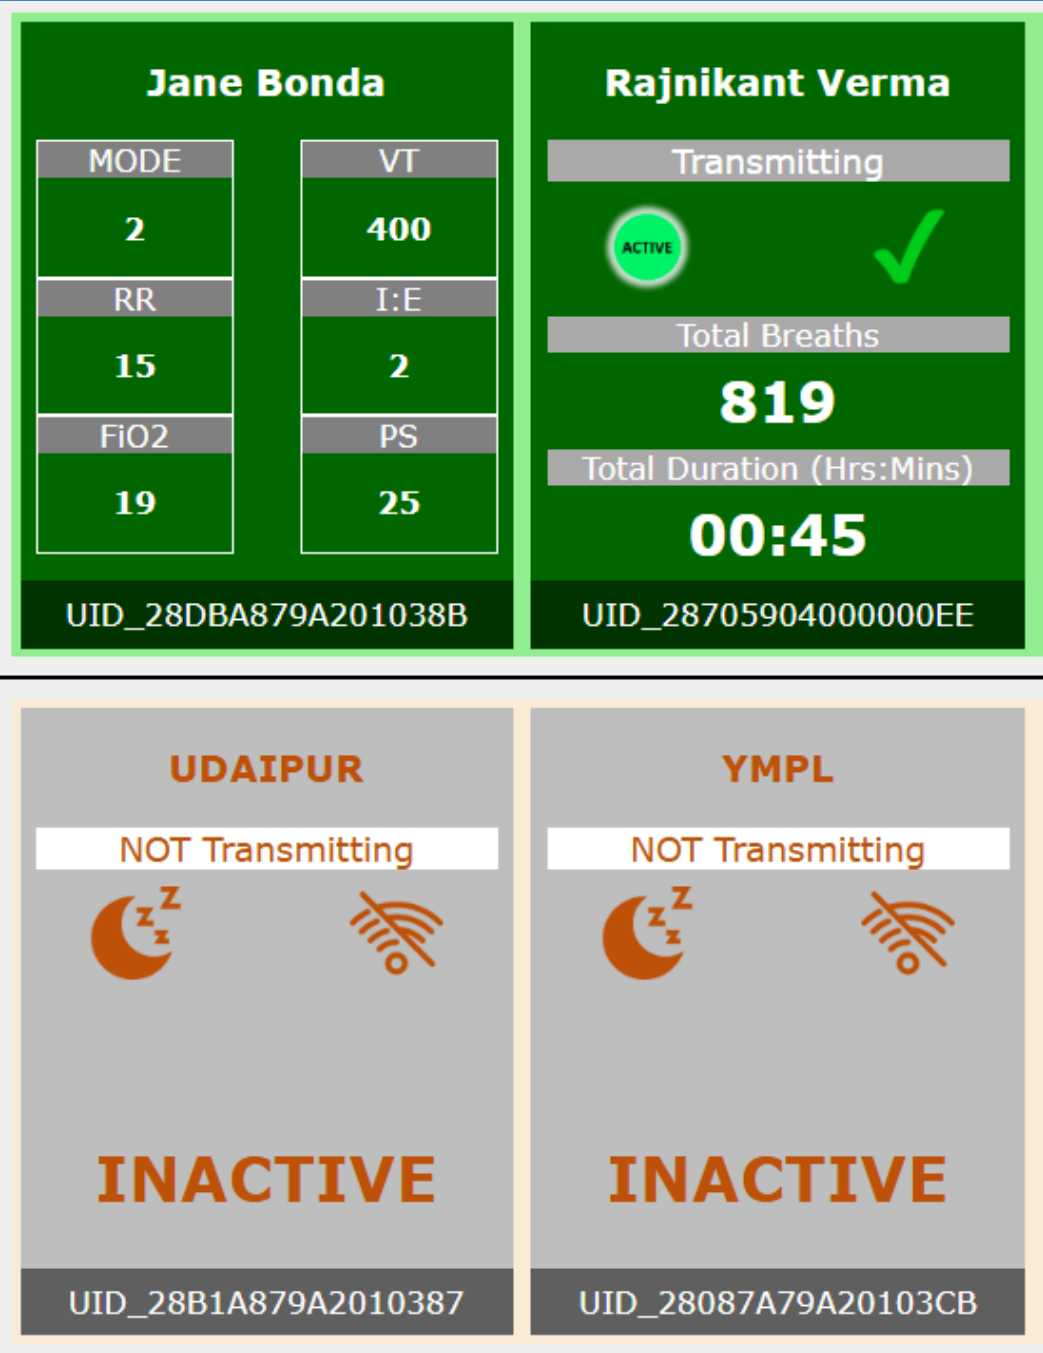 Jane Bonda
MODE VT
2 400
RR I:E
15 2
FiO2 PS
19 25
UID_28DBA879A201038B
Rajnikant Verma
Transmitting
ACTIVE
Total Breaths
819
Total Duration (Hrs:Mins)
00:45
UID_28705904000000EE
UDAIPUR
NOT Transmitting
z z Z
INACTIVE
UID_28B1A879A2010387
YMPL
NOT Transmitting
z z Z
INACTIVE
UID_28087A79A20103CB